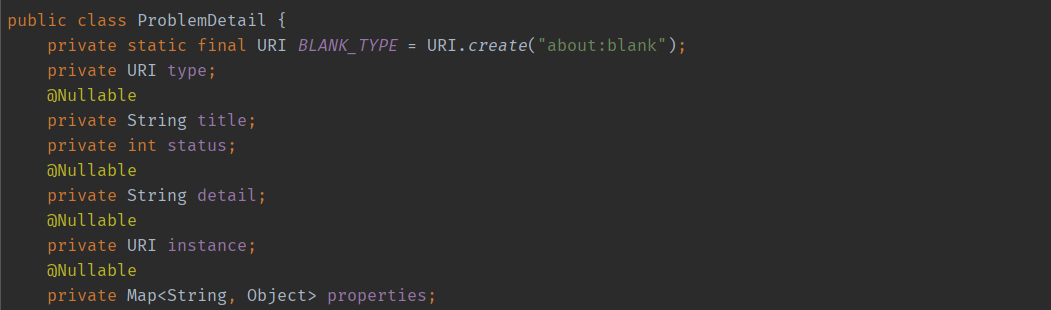 public class ProblemDetail {
    private static final URI BLANK_TYPE = URI.create("about:blank");
    private URI type;
    @Nullable
    private String title;
    private int status;
    @Nullable
    private String detail;
    @Nullable
    private URI instance;
    @Nullable
    private Map<String, Object> properties;